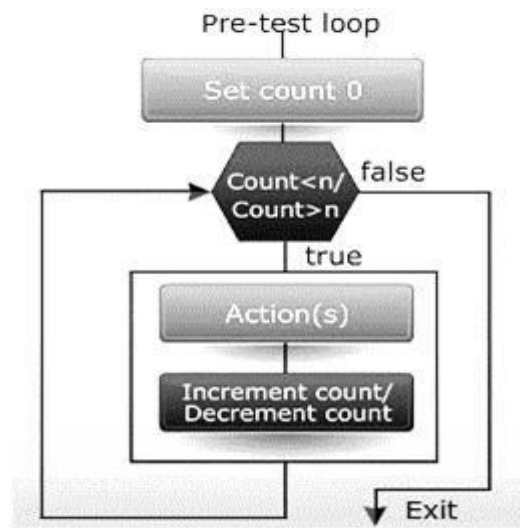 Pre-test loop
Set count 0
Count<n/
Count>n
false
true
Action(s)
Increment count/
Decrement count
Exit